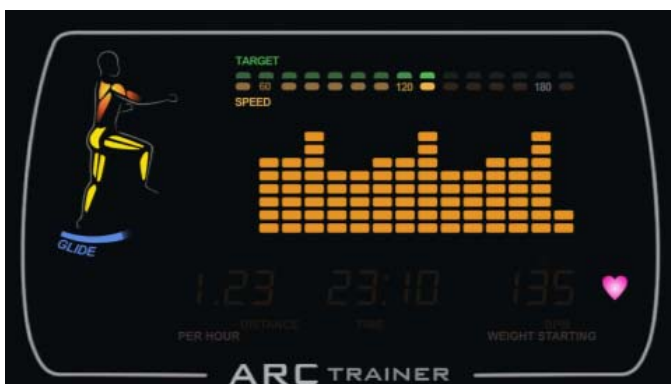 TARGET
60 120 180
SPEED
GLIDE
1.23 23:10 135
DISTANCE TIME BPM
PER HOUR WEIGHT STARTING
ARC TRAINER